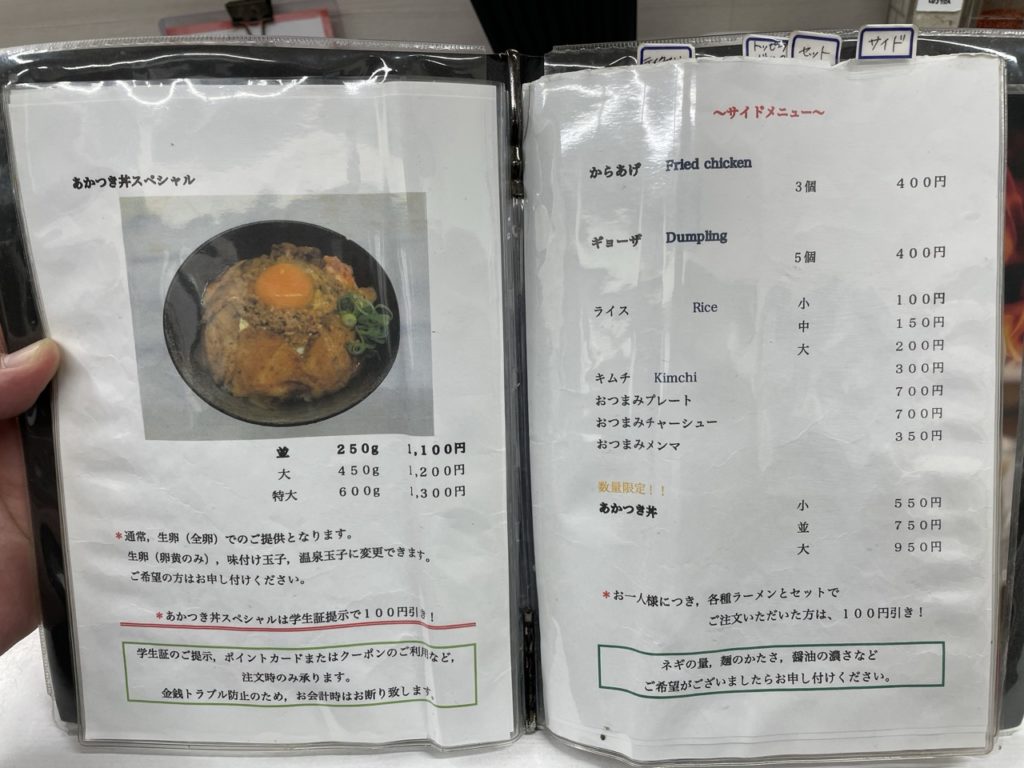 セット
サイド
あかつき丼スペシャル
並 250g 1,100円
大 450g 1,200円
特大 600g 1,300円
*通常，生卵（全卵）でのご提供となります。
生卵（卵黄のみ），味付け玉子，温泉玉子に変更できます。
ご希望の方はお申し付けください。
*あかつき丼スペシャルは学生証提示で１００円引き！
学生証のご提示，ポイントカードまたはクーポンのご利用など，
注文時のみ承ります。
金銭トラブル防止のため，お会計時はお断り致します。
～サイドメニュー～
からあげ Fried chicken
３個 ４００円
ギョーザ Dumpling
５個 ４００円
ライス Rice 小 １００円
中 １５０円
大 ２００円
キムチ Kimchi ３００円
おつまみプレート ７００円
おつまみチャーシュー ７００円
おつまみメンマ ３５０円
数量限定！！
あかつき丼 小 ５５０円
並 ７５０円
大 ９５０円
*お一人様につき，各種ラーメンとセットで
ご注文いただいた方は、１００円引き！
ネギの量，麺のかたさ，醤油の濃さなど
ご希望がございましたらお申し付けください。